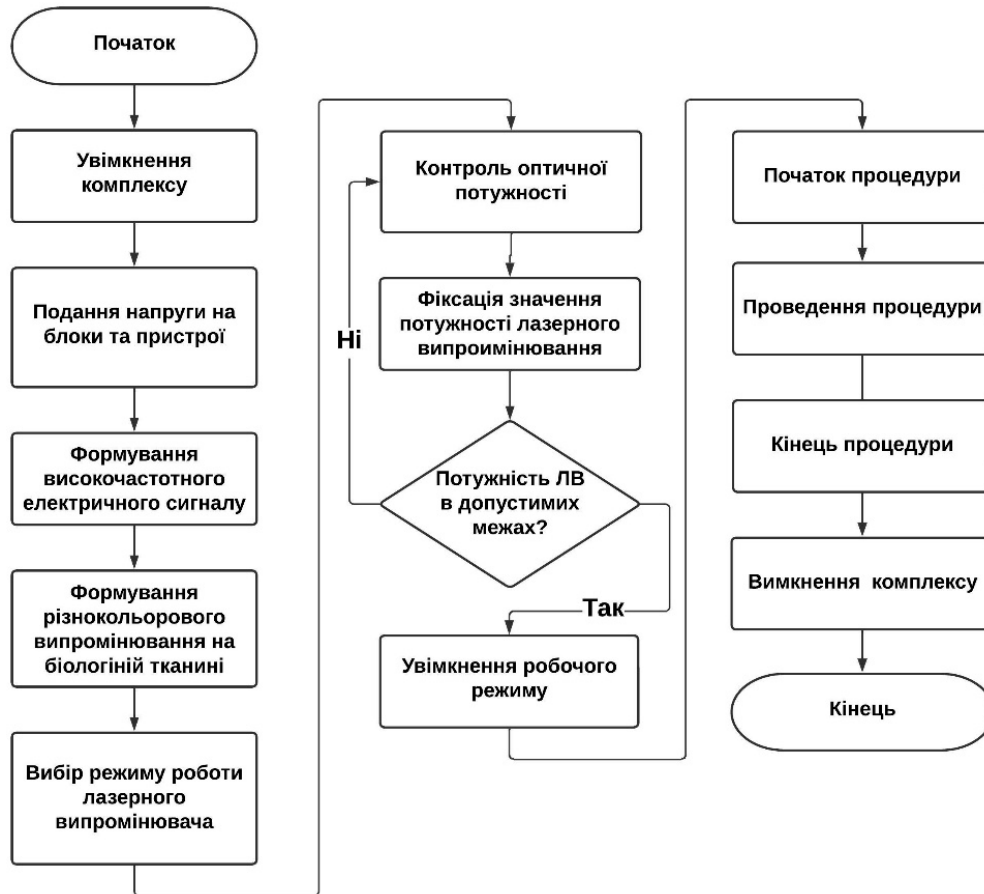 Початок
Увімкнення
комплексу
Подання напруги на
блоки та пристрої
Формування
високочастотного
електричного сигналу
Формування
різнокольорового
випромінювання на
біологіній тканині
Вибір режиму роботи
лазерного
випромінювача
Контроль оптичної
потужності
Фіксація значення
потужності лазерного
випроимінювання
Потужність ЛВ
в допустимих
межах?
Ні
Так
Увімкнення робочого
режиму
Початок процедури
Проведення процедури
Кінець процедури
Вимкнення комплексу
Кінець